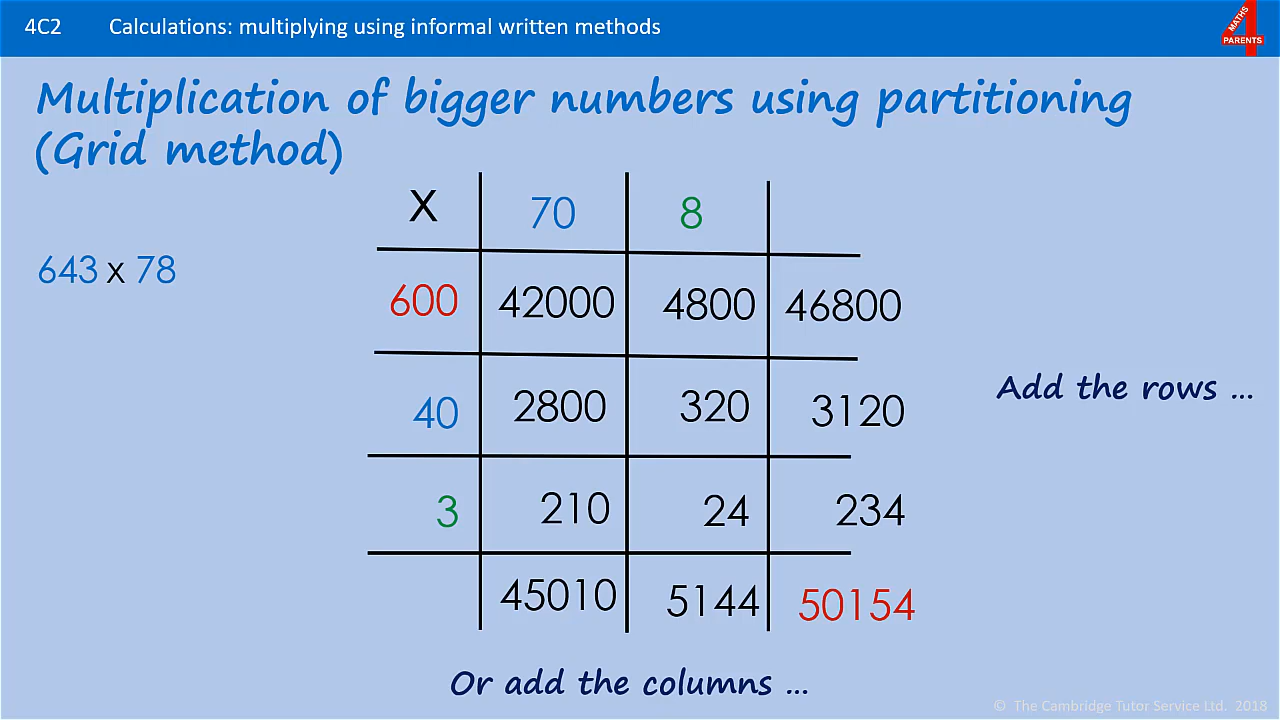 4C2 Calculations: multiplying using informal written methods
MATHS
4
PARENTS
Multiplication of bigger numbers using partitioning
(Grid method)
X 70 8
643 x 78
600 42000 4800 46800
Add the rows ...
40 2800 320 3120
3 210 24 234
45010 5144 50154
Or add the columns ...
© The Cambridge Tutor Service Ltd. 2018